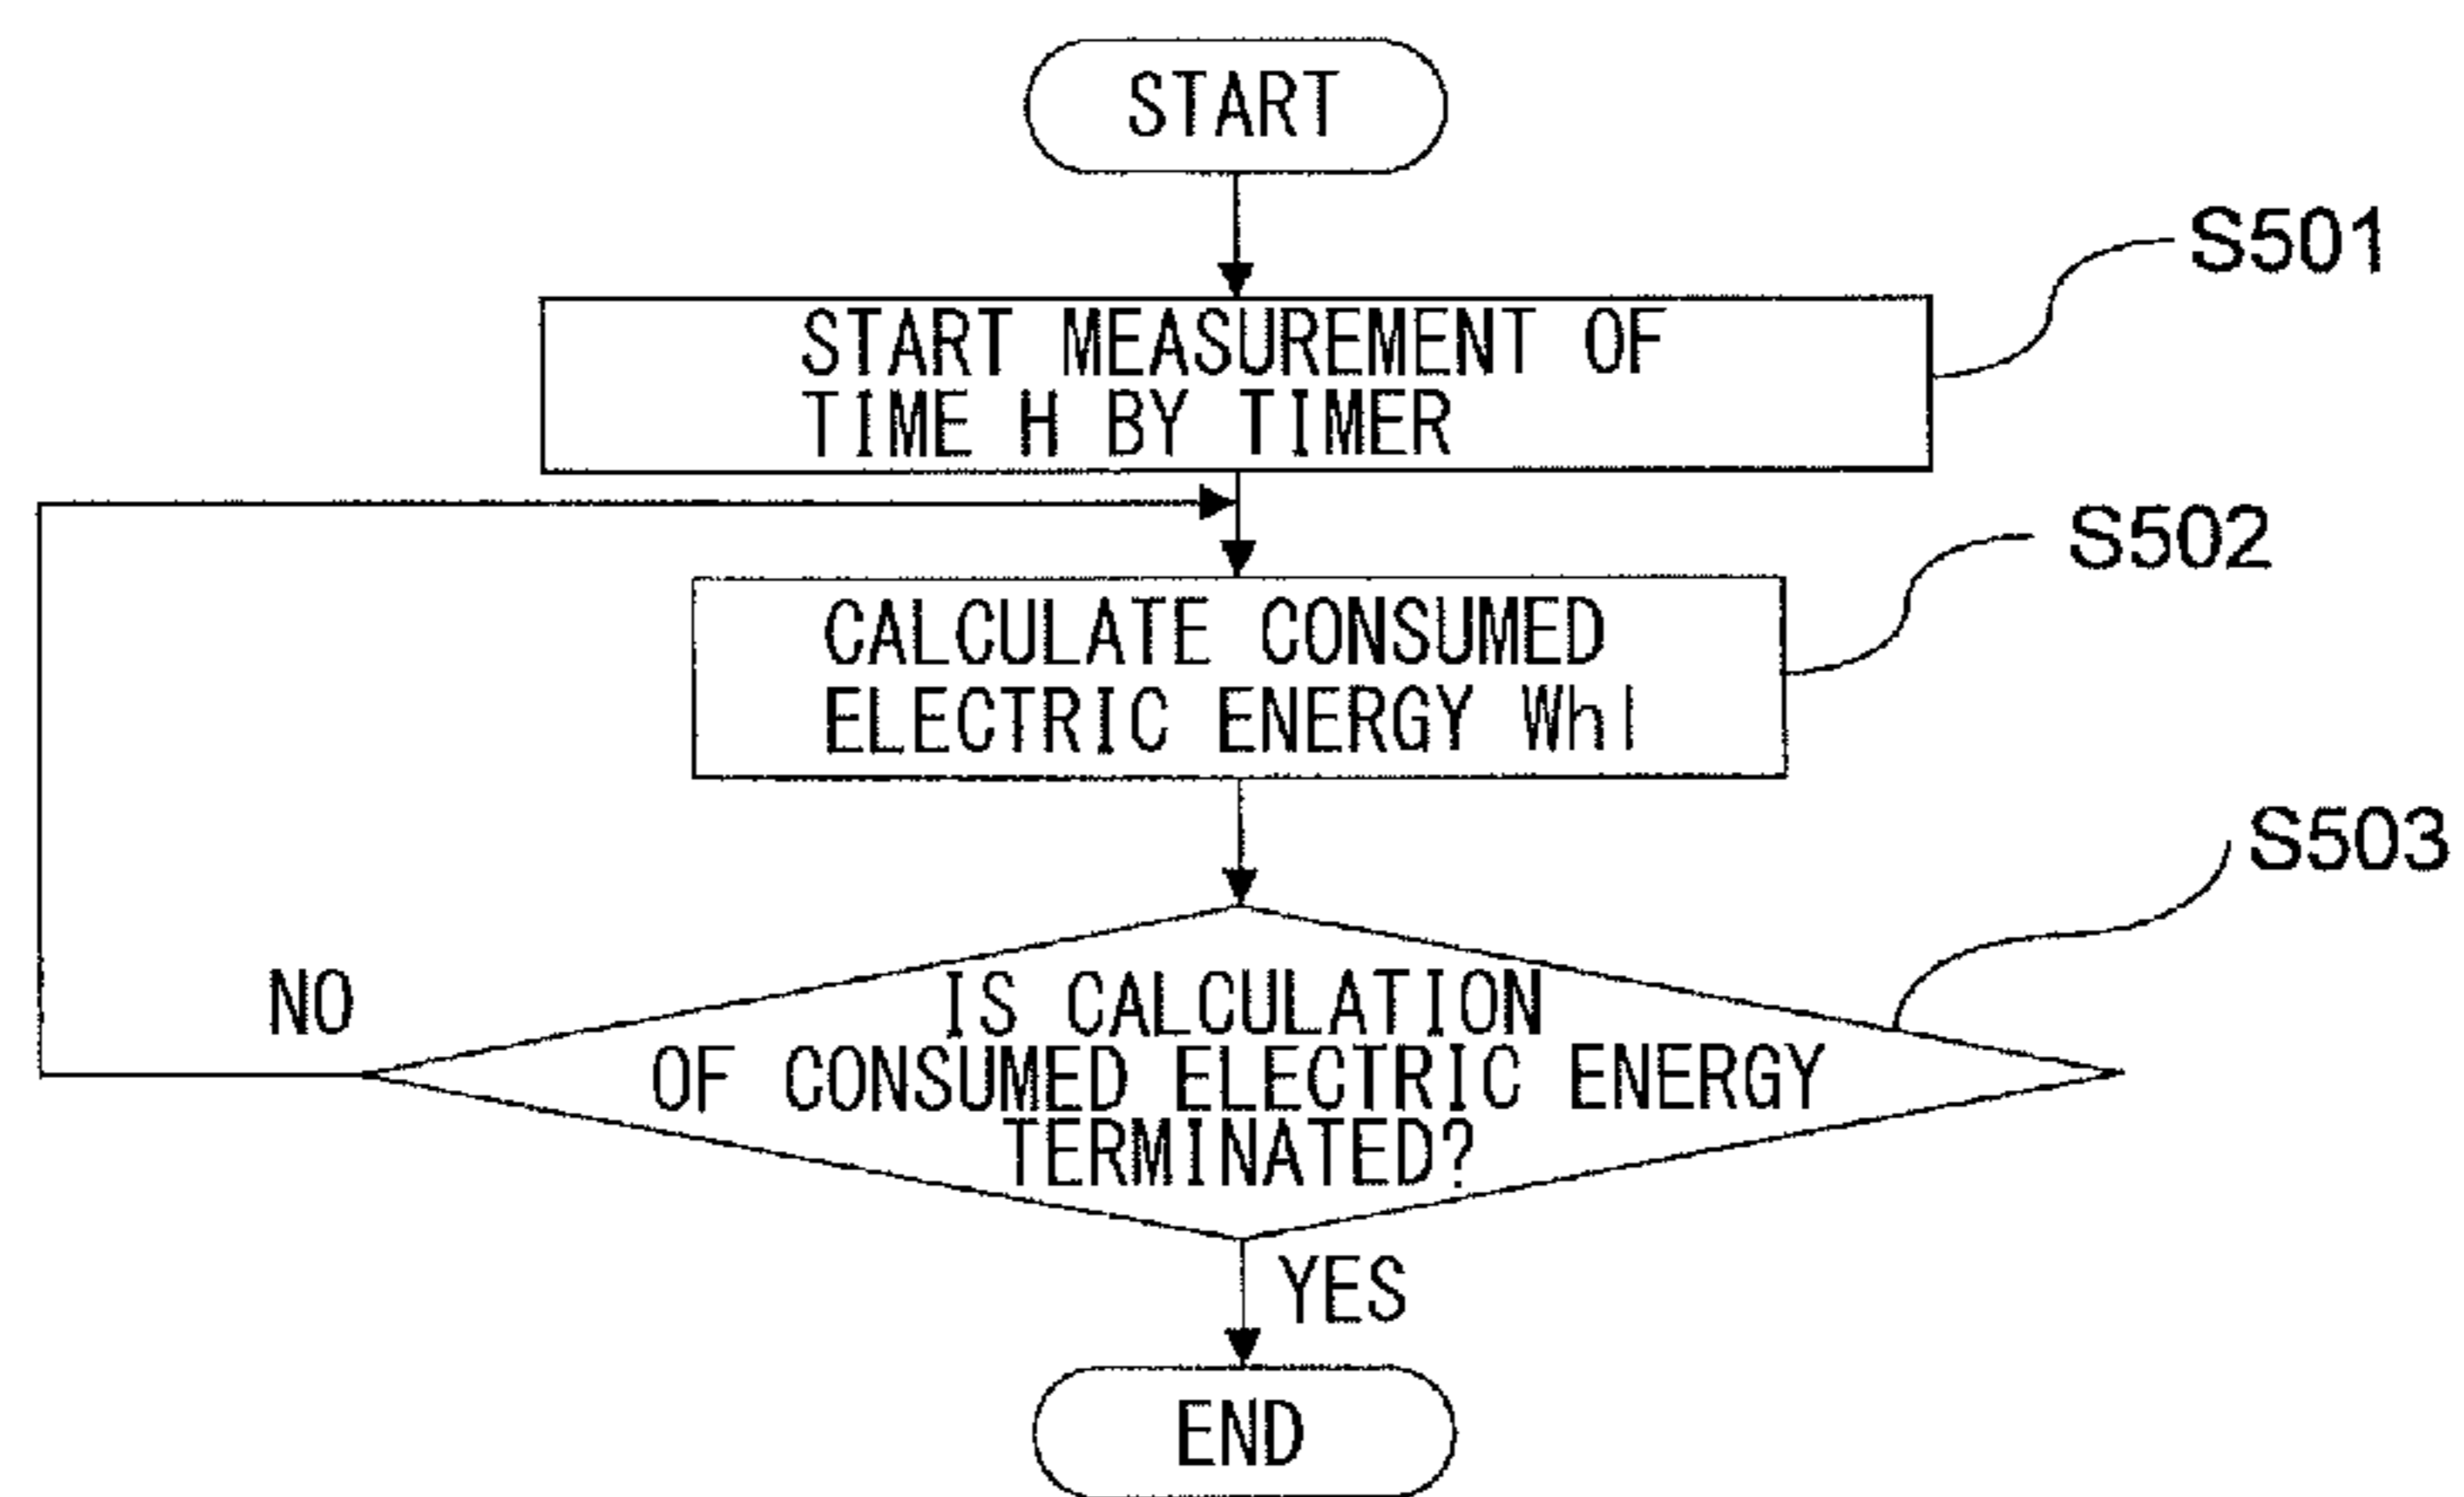 START
START MEASUREMENT OF
TIME H BY TIMER
S501
CALCULATE CONSUMED
ELECTRIC ENERGY WhI
S502
IS CALCULATION
OF CONSUMED ELECTRIC ENERGY
TERMINATED?
S503
NO
YES
END